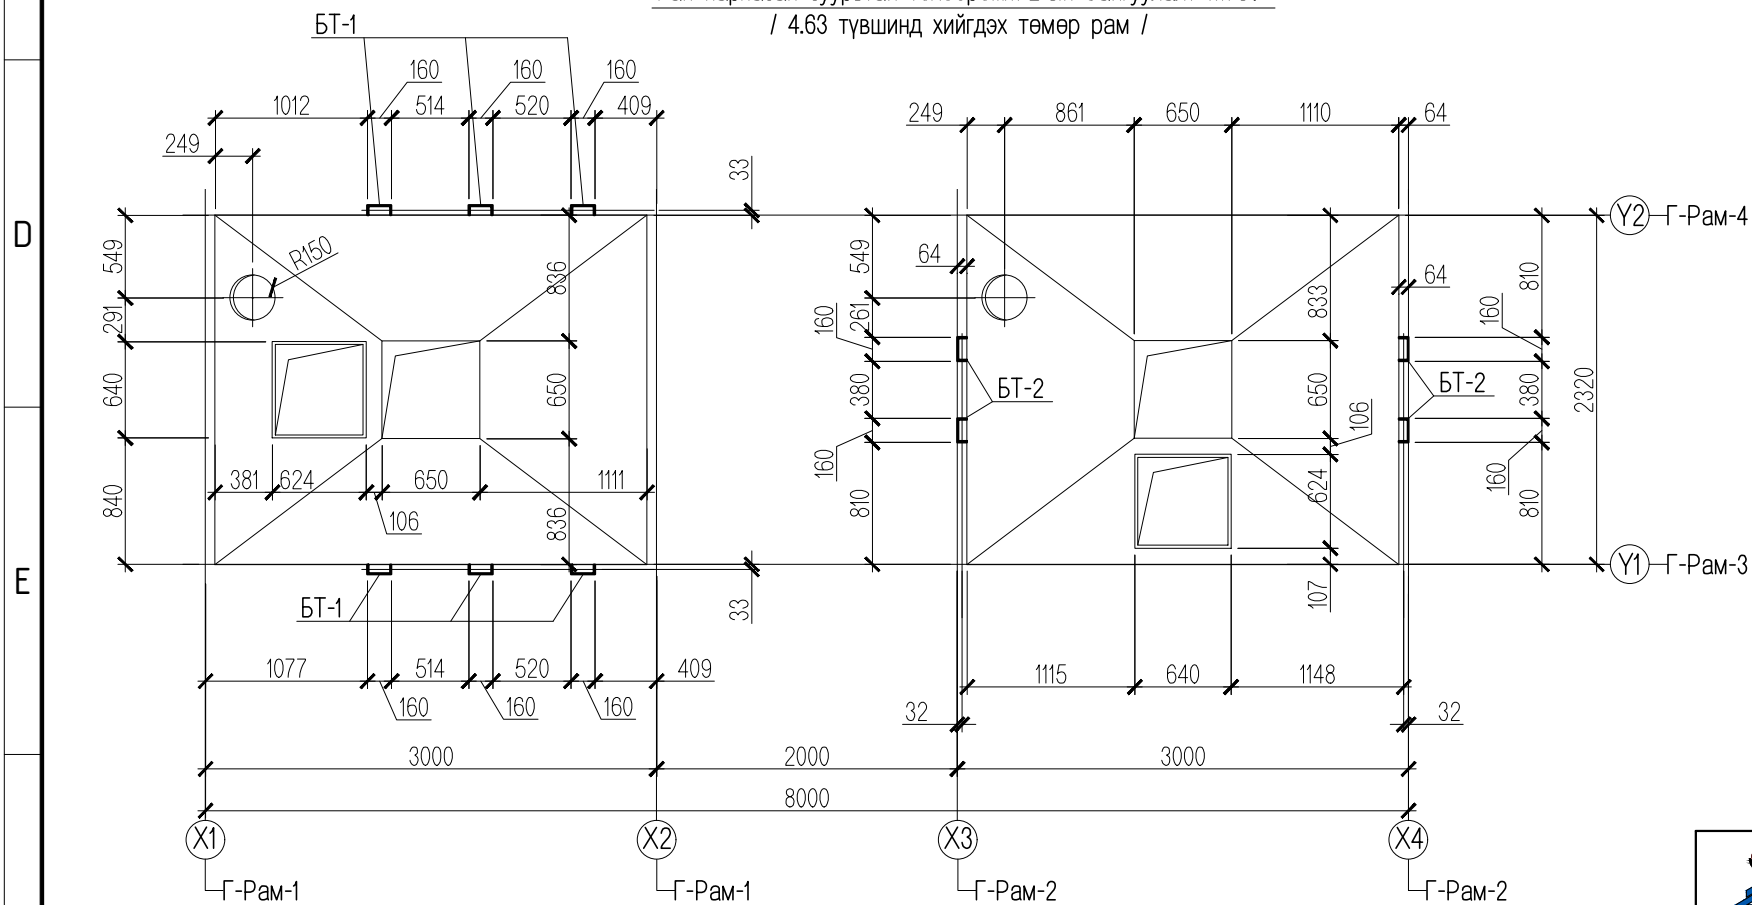 / 4.63 түвшинд хийгдэх төмөр рам /
БТ-1
160 160 160
1012 514 520 409
249
33
249 861 650 1110 64
D
549
291
640
840
R150
836
650
836
381 624 650 1111
106
E
БТ-1
33
1077 514 520 409
160 160 160
549
64
160
261
380
160
810
БТ-2
833
650
106
624
107
64
БТ-2
810
160
380
160
810
2320
Y2 Г-Рам-4
Y1 Г-Рам-3
1115 640 1148
32 32
3000 2000 3000
8000
X1 X2 X3 X4
Г-Рам-1 Г-Рам-1 Г-Рам-2 Г-Рам-2